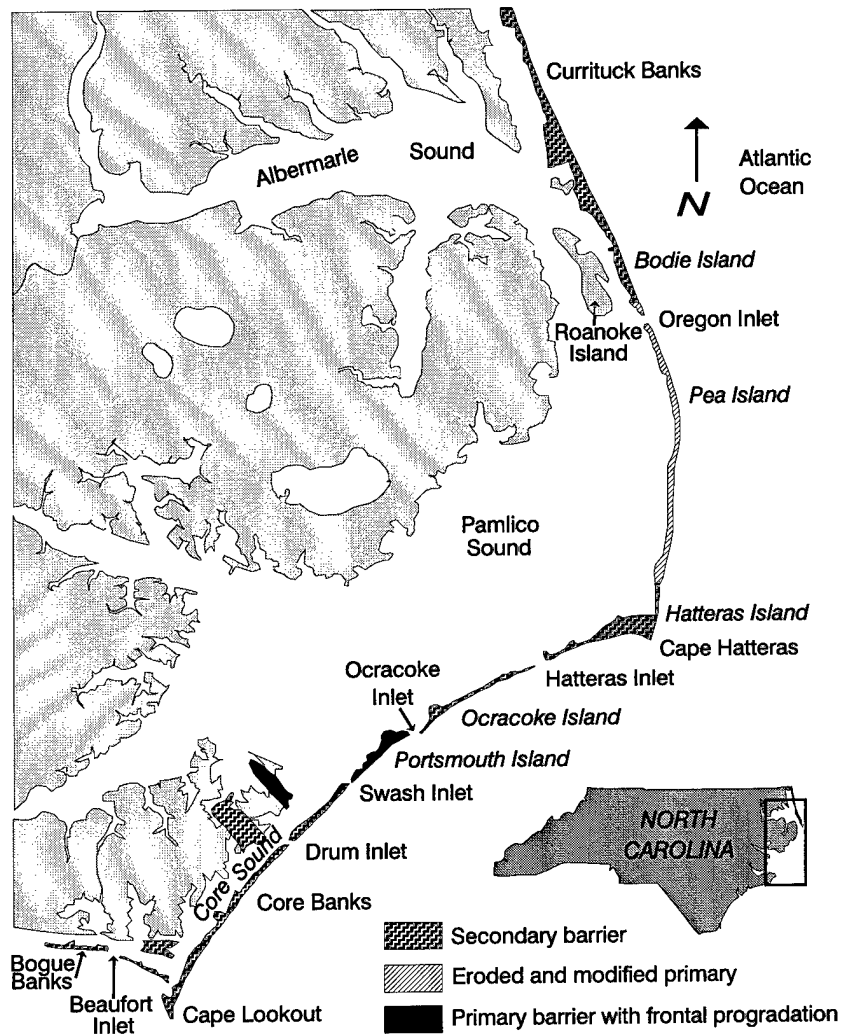 Currituck Banks
Albermarle Sound
Atlantic
Ocean
N
Bodie Island
Roanoke
Island
Oregon Inlet
Pea Island
Pamlico
Sound
Hatteras Island
Cape Hatteras
Hatteras Inlet
Ocracoke
Inlet
Ocracoke Island
Portsmouth Island
Swash Inlet
Drum Inlet
Core Sound
Core Banks
NORTH
CAROLINA
Bogue
Banks
Beaufort
Inlet
Cape Lookout
Secondary barrier
Eroded and modified primary
Primary barrier with frontal progradation